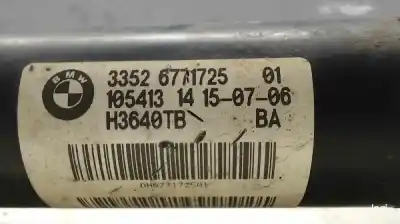 BMW
3352 6771725 01
105413 14 15-07-06
H3640TB BA